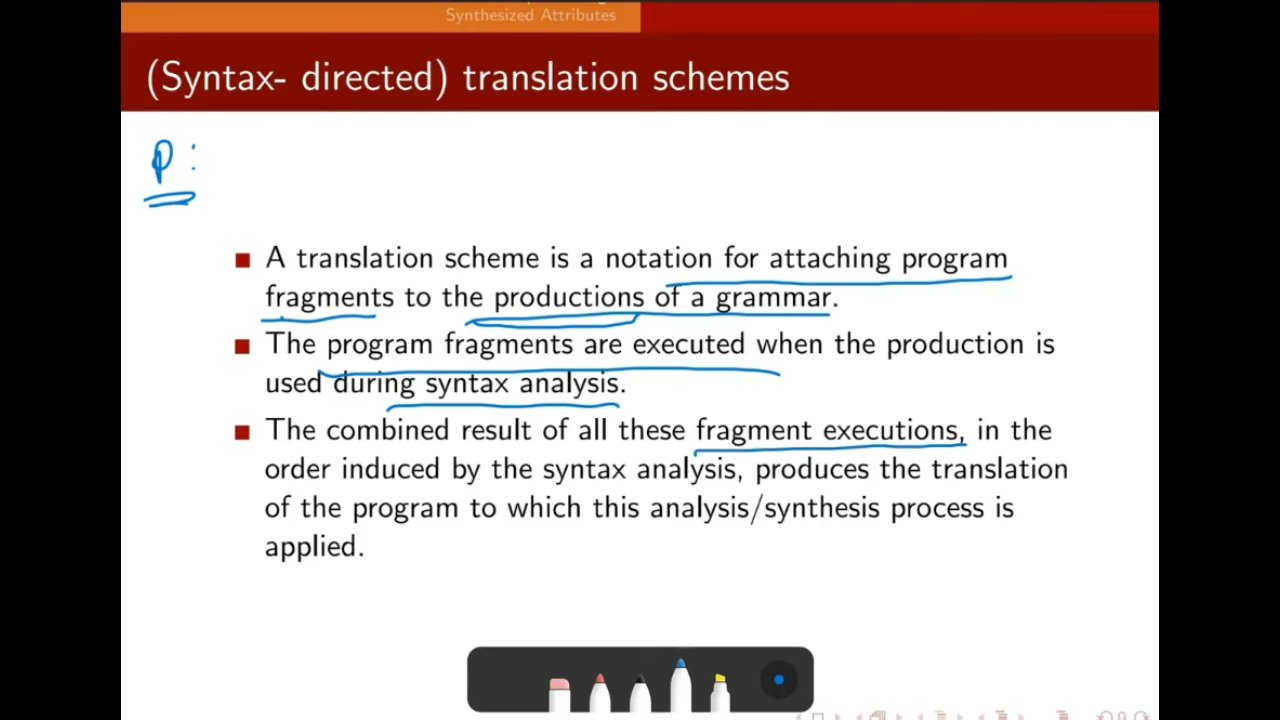 Synthesized Attributes
(Syntax- directed) translation schemes
P:
■ A translation scheme is a notation for attaching program
fragments to the productions of a grammar.
■ The program fragments are executed when the production is
used during syntax analysis.
■ The combined result of all these fragment executions, in the
order induced by the syntax analysis, produces the translation
of the program to which this analysis/synthesis process is
applied.